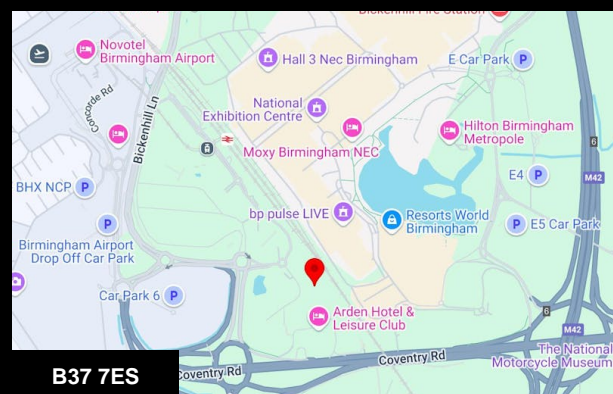 Bickenhill Fire Station
Novotel
Birmingham Airport
Hall 3 Nec Birmingham
E Car Park
P
Concorde Rd
Bickenhill Ln
National
Exhibition Centre
Hilton Birmingham
Metropole
6
Moxy Birmingham NEC
M42
BHX NCP
P
E4
P
bp pulse LIVE
Resorts World
Birmingham
P
E5 Car Park
P
Birmingham Airport
Drop Off Car Park
Car Park 6
P
Arden Hotel &
Leisure Club
6
M42
The National
Motorcycle Museum
Coventry Rd
Coventry Rd
B37 7ES